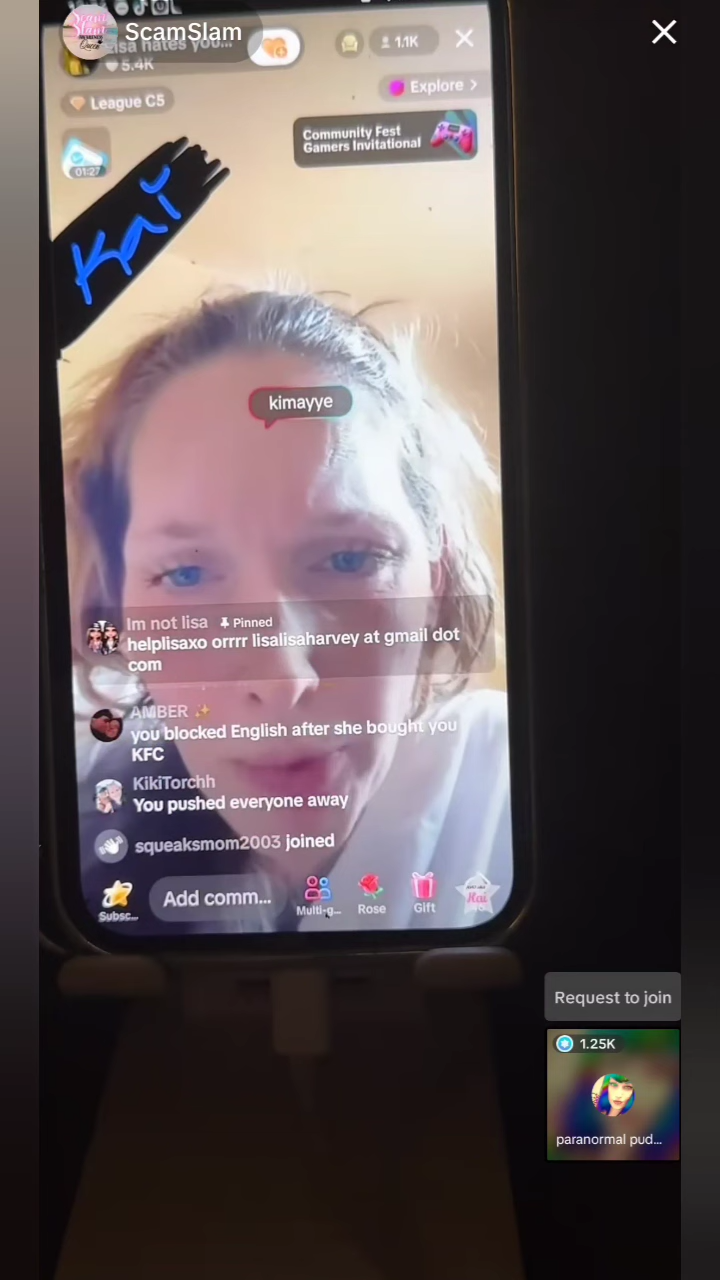 ScamSlam
Lisa hates you...
5.4K
1.1K
Explore >
League C5
Community Fest
Gamers Invitational
01:27
Kai
kimayye
Im not lisa Pinned
helplisaxo orrrr lisalisaharvey at gmail dot
com
AMBER ✨
you blocked English after she bought you
KFC
KikiTorchh
You pushed everyone away
squeaksmom2003 joined
Add comm...
Subsc...
Multi-g...
Rose
Gift
Kai
Request to join
1.25K
paranormal pud...